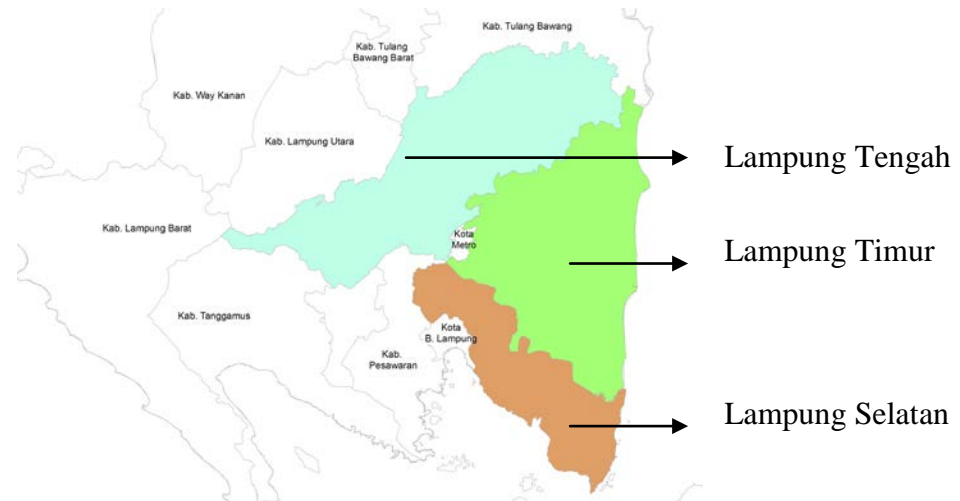 Kab. Tulang Bawang
Kab. Tulang
Bawang Barat
Kab. Way Kanan
Kab. Lampung Utara
Lampung Tengah
Kab. Lampung Barat
Kota
Metro
Lampung Timur
Kab. Tanggamus
Kota
B. Lampung
Kab.
Pesawaran
Lampung Selatan